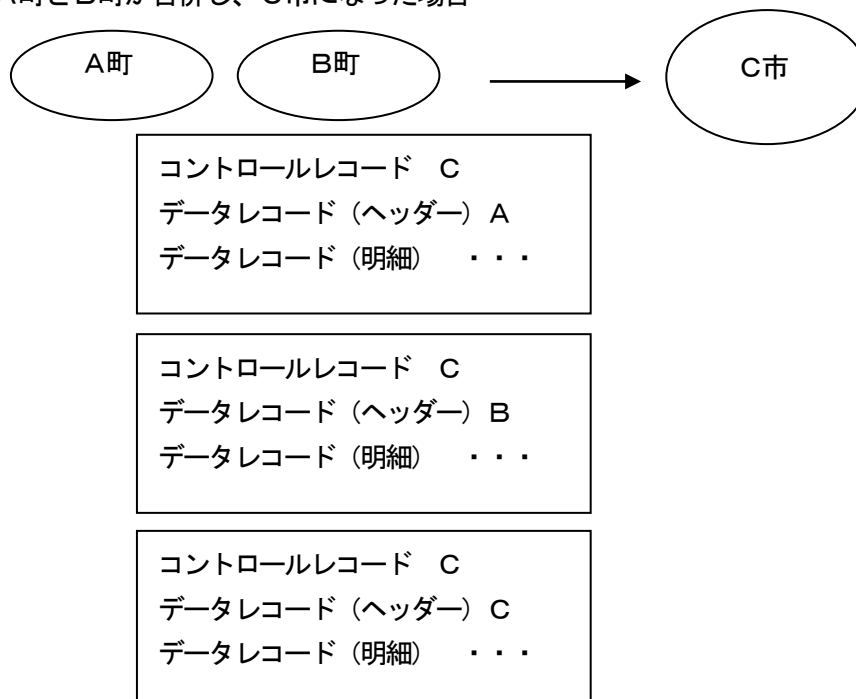 A町　B町　C市
コントロールレコード　C
データレコード（ヘッダー）A
データレコード（明細）　・・・
コントロールレコード　C
データレコード（ヘッダー）B
データレコード（明細）　・・・
コントロールレコード　C
データレコード（ヘッダー）C
データレコード（明細）　・・・